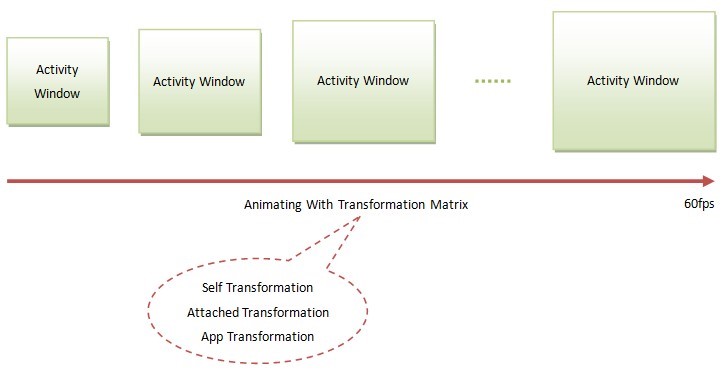 Activity
Window
Activity Window
Activity Window
Activity Window
Animating With Transformation Matrix
60fps
Self Transformation
Attached Transformation
App Transformation